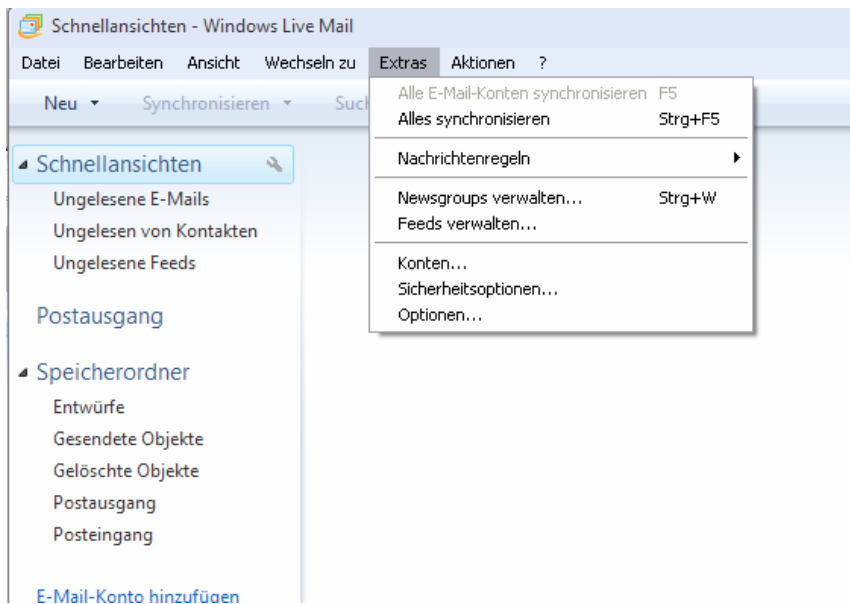 Schnellansichten - Windows Live Mail
Datei Bearbeiten Ansicht Wechseln zu Extras Aktionen ?
Neu Synchronisieren
Alle E-Mail-Konten synchronisieren F5
Alles synchronisieren Strg+F5
Nachrichtenregeln
Newsgroups verwalten... Strg+W
Feeds verwalten...
Konten...
Sicherheitsoptionen...
Optionen...
Schnellansichten
Ungelesene E-Mails
Ungelesen von Kontakten
Ungelesene Feeds
Postausgang
Speicherordner
Entwürfe
Gesendete Objekte
Gelöschte Objekte
Postausgang
Posteingang
E-Mail-Konto hinzufügen